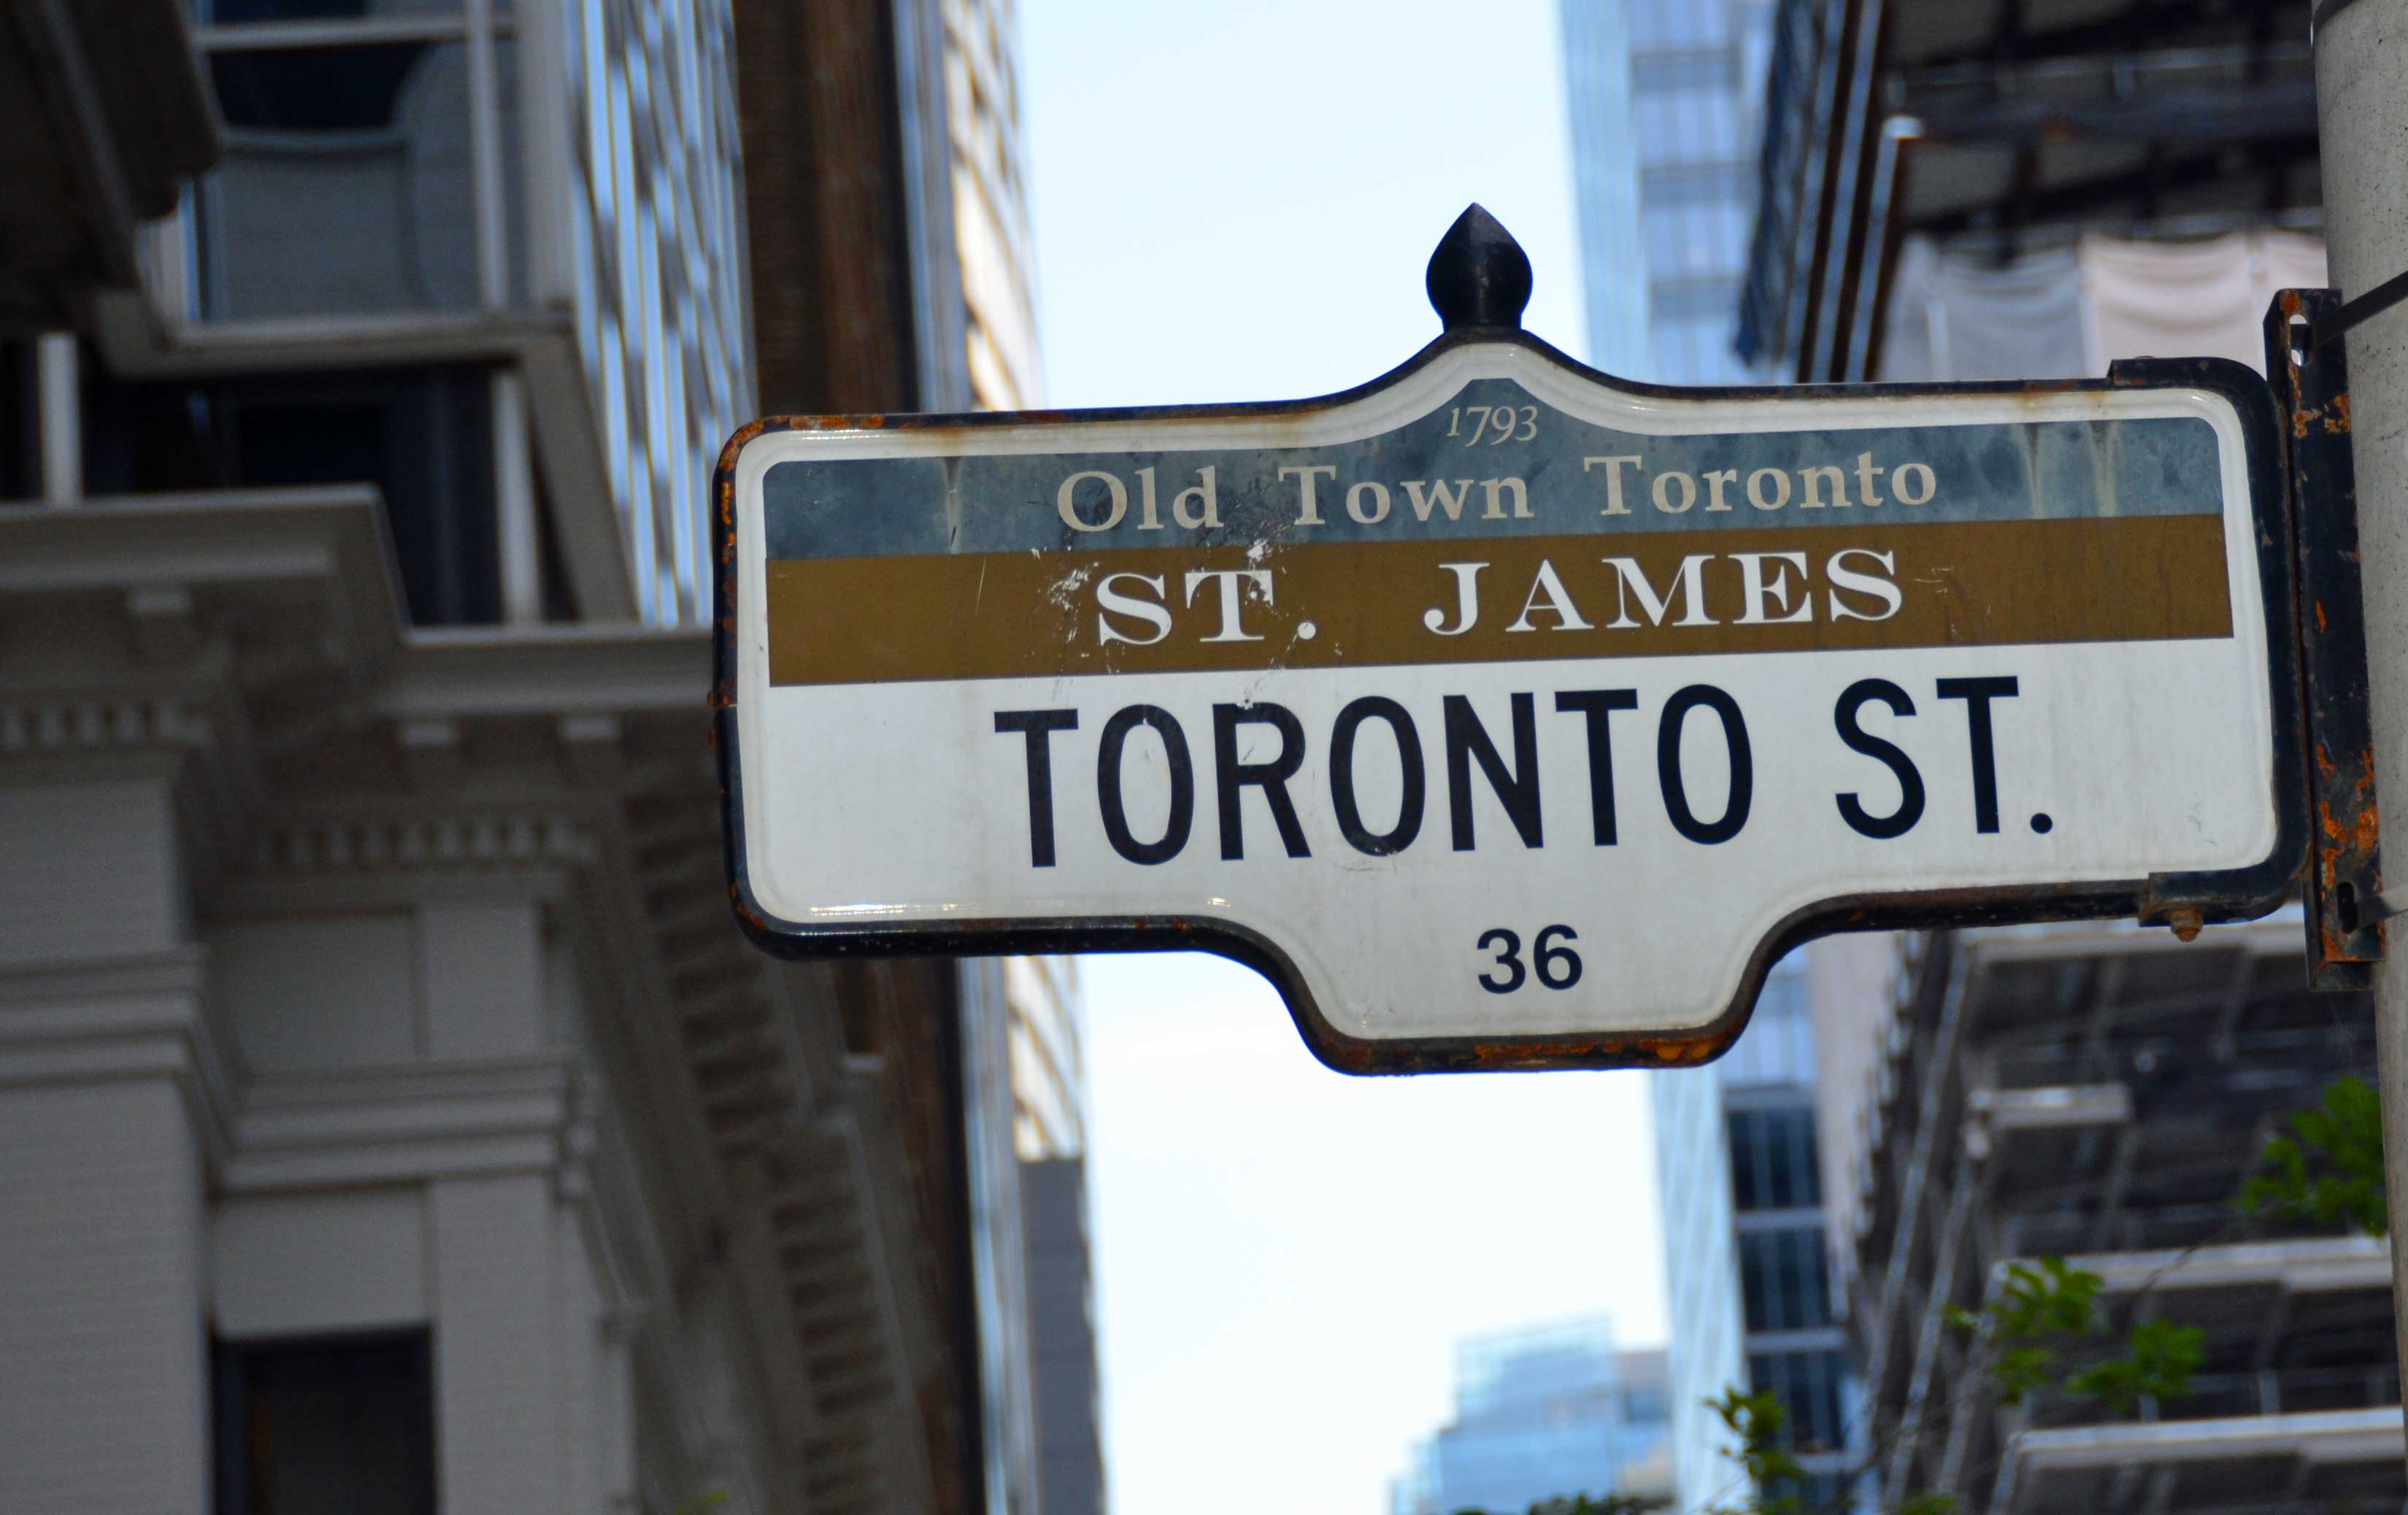 1793
Old Town Toronto
ST. JAMES
TORONTO ST.
36